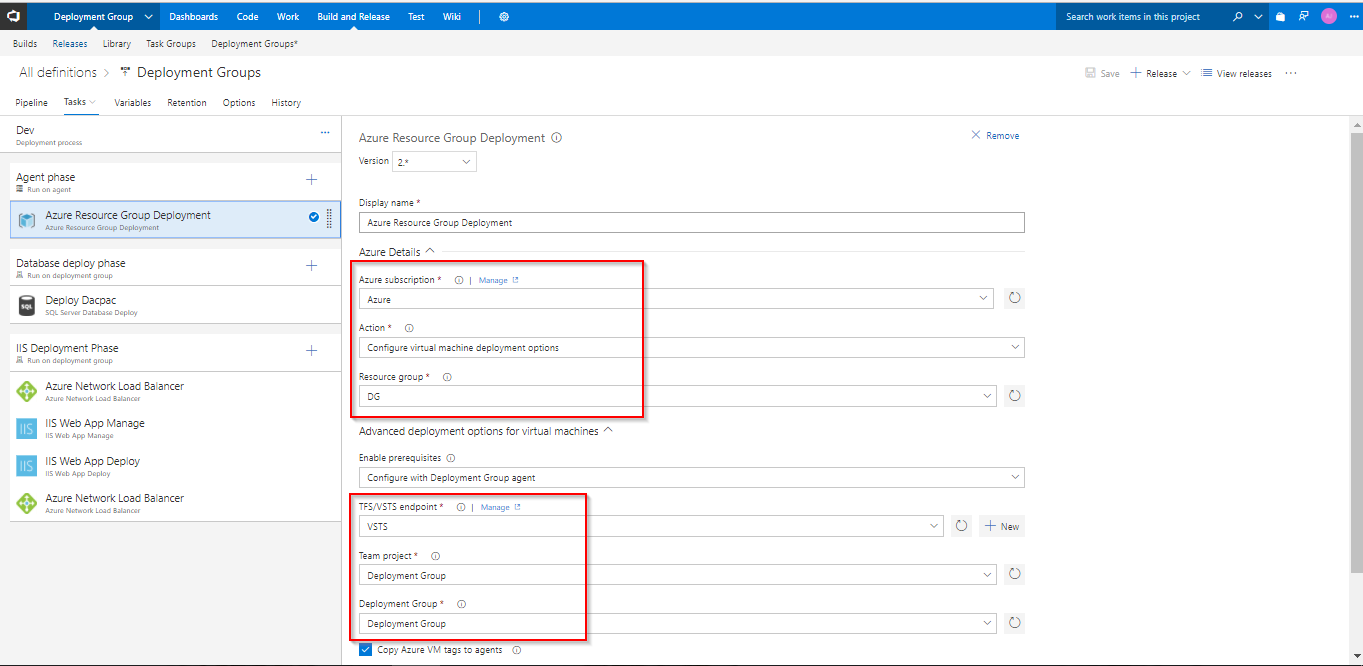 Deployment Group
Dashboards
Code
Work
Build and Release
Test
Wiki
Search work items in this project
Builds
Releases
Library
Task Groups
Deployment Groups*
All definitions > Deployment Groups
Save
Release
View releases
...
Pipeline
Tasks
Variables
Retention
Options
History
Dev
Deployment process
...
Agent phase
Run on agent
Azure Resource Group Deployment
Azure Resource Group Deployment
Database deploy phase
Run on deployment group
SQL
Deploy Dacpac
SQL Server Database Deploy
IIS Deployment Phase
Run on deployment group
Azure Network Load Balancer
Azure Network Load Balancer
IIS
IIS Web App Manage
IIS Web App Manage
IIS
IIS Web App Deploy
IIS Web App Deploy
Azure Network Load Balancer
Azure Network Load Balancer
Azure Resource Group Deployment
Remove
Version 2.*
Display name *
Azure Resource Group Deployment
Azure Details
Azure subscription * | Manage
Azure
Action *
Configure virtual machine deployment options
Resource group *
DG
Advanced deployment options for virtual machines
Enable prerequisites
Configure with Deployment Group agent
TFS/VSTS endpoint * | Manage
VSTS
New
Team project *
Deployment Group
Deployment Group *
Deployment Group
Copy Azure VM tags to agents